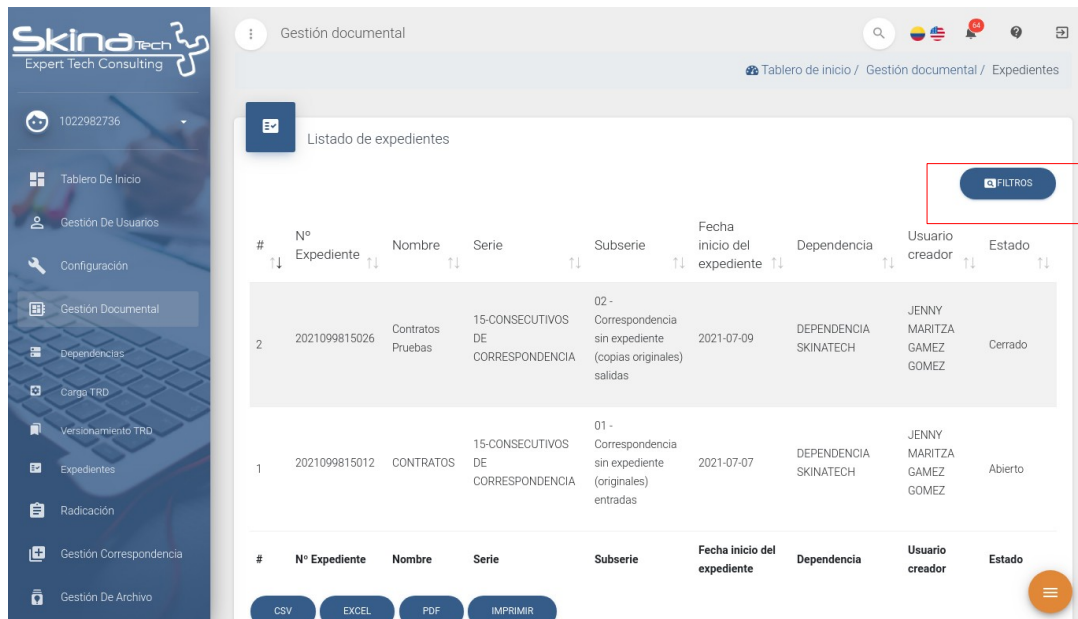 Skina Tech
Expert Tech Consulting
1022982736
Tablero De Inicio
Gestión De Usuarios
Configuración
Gestión Documental
Dependencias
Carga TRD
Versionamiento TRD
Expedientes
Radicación
Gestión Correspondencia
Gestión De Archivo
Gestión documental
64
Tablero de inicio / Gestión documental / Expedientes
Listado de expedientes
FILTROS
# Nº Expediente Nombre Serie Subserie Fecha inicio del expediente Dependencia Usuario creador Estado
2 2021099815026 Contratos Pruebas 15-CONSECUTIVOS DE CORRESPONDENCIA 02 - Correspondencia sin expediente (copias originales) salidas 2021-07-09 DEPENDENCIA SKINATECH JENNY MARITZA GAMEZ GOMEZ Cerrado
1 2021099815012 CONTRATOS 15-CONSECUTIVOS DE CORRESPONDENCIA 01 - Correspondencia sin expediente (originales) entradas 2021-07-07 DEPENDENCIA SKINATECH JENNY MARITZA GAMEZ GOMEZ Abierto
# Nº Expediente Nombre Serie Subserie Fecha inicio del expediente Dependencia Usuario creador Estado
CSV EXCEL PDF IMPRIMIR